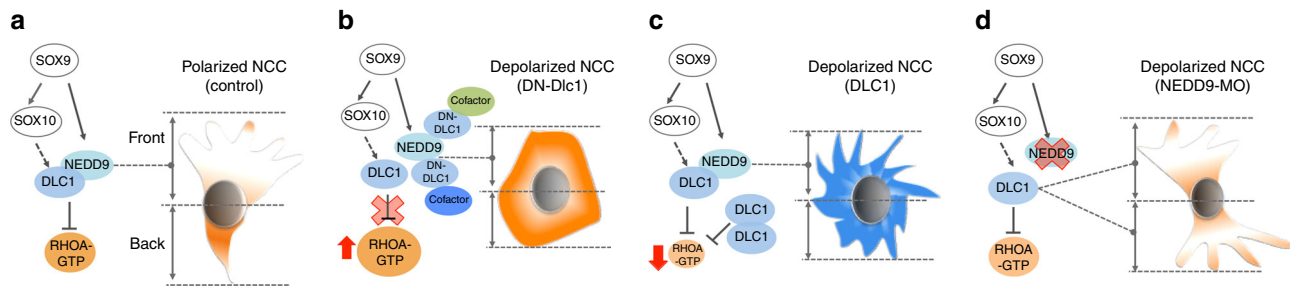 a
SOX9
Polarized NCC
(control)
SOX10
Front
NEDD9
DLC1
Back
RHOA-
GTP
b
SOX9
Depolarized NCC
(DN-Dlc1)
Cofactor
SOX10
DN-
DLC1
NEDD9
DLC1
DN-
DLC1
Cofactor
RHOA-
GTP
c
SOX9
Depolarized NCC
(DLC1)
SOX10
NEDD9
DLC1
DLC1
DLC1
RHOA
-GTP
d
SOX9
Depolarized NCC
(NEDD9-MO)
SOX10
NEDD9
DLC1
RHOA
-GTP